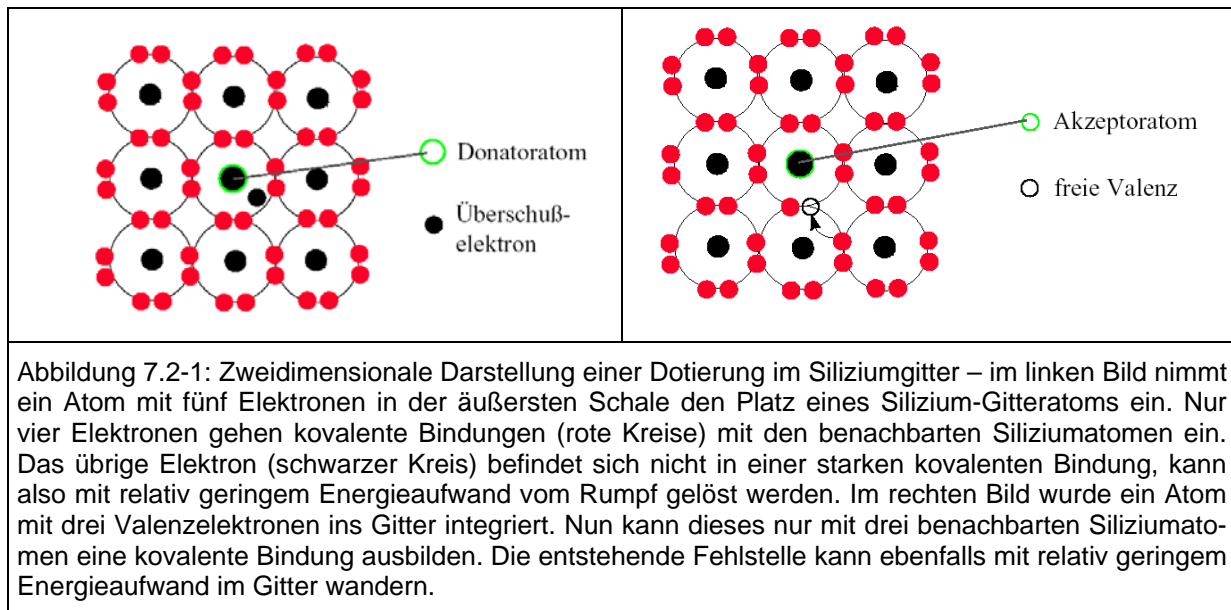 Donatoratom
Überschuß-
elektron
Akzeptoratom
freie Valenz
Abbildung 7.2-1: Zweidimensionale Darstellung einer Dotierung im Siliziumgitter – im linken Bild nimmt
ein Atom mit fünf Elektronen in der äußersten Schale den Platz eines Silizium-Gitteratoms ein. Nur
vier Elektronen gehen kovalente Bindungen (rote Kreise) mit den benachbarten Siliziumatomen ein.
Das übrige Elektron (schwarzer Kreis) befindet sich nicht in einer starken kovalenten Bindung, kann
also mit relativ geringem Energieaufwand vom Rumpf gelöst werden. Im rechten Bild wurde ein Atom
mit drei Valenzelektronen ins Gitter integriert. Nun kann dieses nur mit drei benachbarten Siliziumato-
men eine kovalente Bindung ausbilden. Die entstehende Fehlstelle kann ebenfalls mit relativ geringem
Energieaufwand im Gitter wandern.